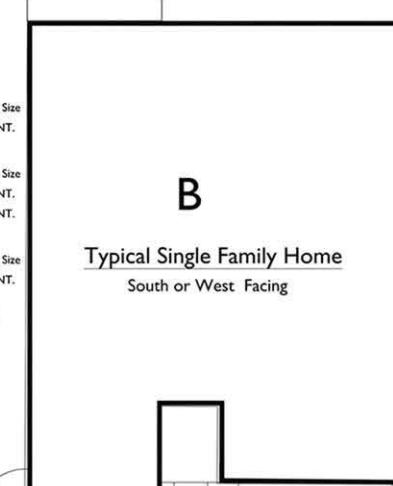 Size
NT.
Size
NT.
NT.
Size
NT.
B
Typical Single Family Home
South or West Facing